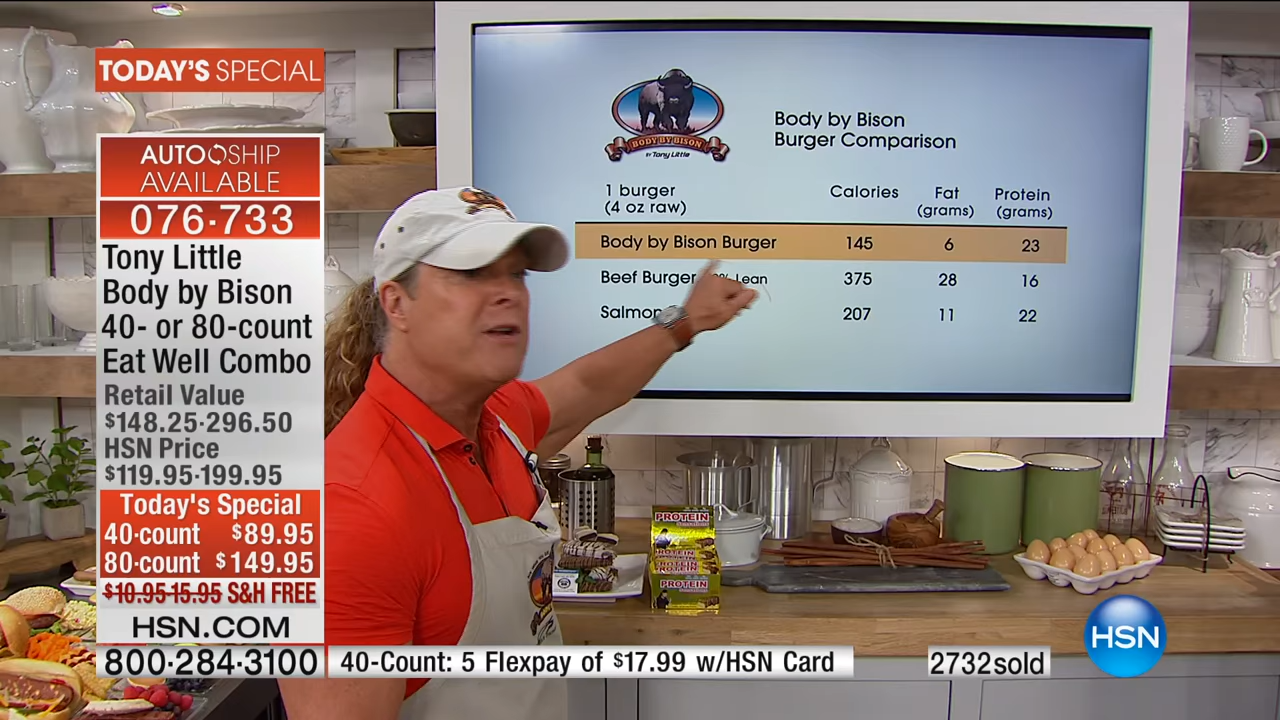 TODAY'S SPECIAL
AUTOSHIP
AVAILABLE
076·733
Tony Little
Body by Bison
40- or 80-count
Eat Well Combo
Retail Value
$148.25-296.50
HSN Price
$119.95-199.95
Today's Special
40-count $89.95
80-count $149.95
$10.95-15.95 S&H FREE
HSN.COM
800·284·3100
40-Count: 5 Flexpay of $17.99 w/HSN Card
2732sold
HSN
BODY BY BISON
BY Tony Little
Body by Bison
Burger Comparison
1 burger
(4 oz raw)
Calories
Fat
(grams)
Protein
(grams)
Body by Bison Burger 145 6 23
Beef Burger % Lean 375 28 16
Salmon 207 11 22
PROTEIN
PROTEIN
PROTEIN
PROTEIN